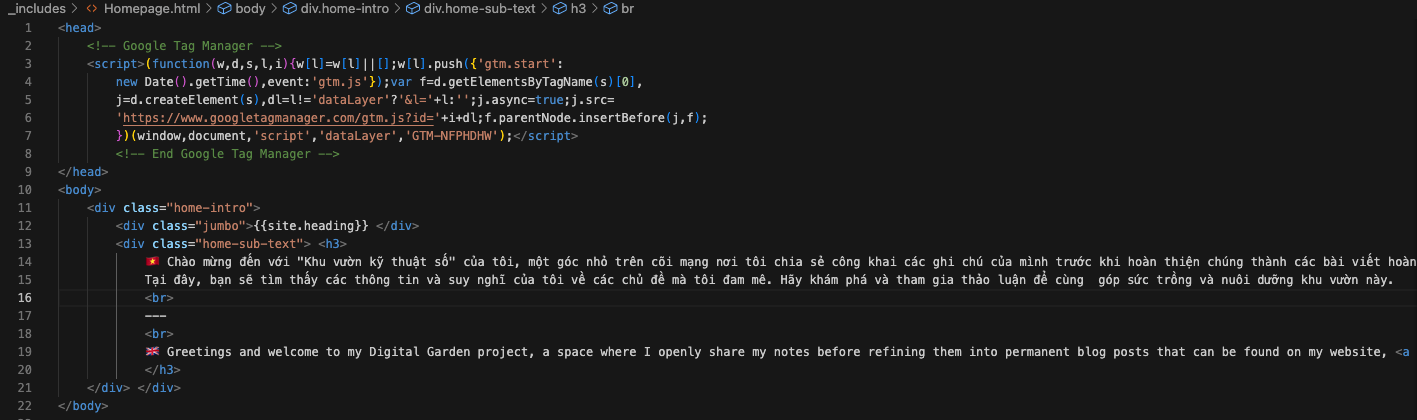 _includes > <> Homepage.html > body > div.home-intro > div.home-sub-text > h3 > br
1 <head>
2 <!-- Google Tag Manager -->
3 <script>(function(w,d,s,l,i){w[l]=w[l]||[];w[l].push({'gtm.start':
4 new Date().getTime(),event:'gtm.js'});var f=d.getElementsByTagName(s)[0],
5 j=d.createElement(s),dl=l!='dataLayer'?'&l='+l:'';j.async=true;j.src=
6 'https://www.googletagmanager.com/gtm.js?id='+i+dl;f.parentNode.insertBefore(j,f);
7 })(window,document,'script','dataLayer','GTM-NFPHDHW');</script>
8 <!-- End Google Tag Manager -->
9 </head>
10 <body>
11 <div class="home-intro">
12 <div class="jumbo">{{site.heading}} </div>
13 <div class="home-sub-text"> <h3>
14 🇻🇳 Chào mừng đến với "Khu vườn kỹ thuật số" của tôi, một góc nhỏ trên cõi mạng nơi tôi chia sẻ công khai các ghi chú của mình trước khi hoàn thiện chúng thành các bài viết hoàn
15 Tại đây, bạn sẽ tìm thấy các thông tin và suy nghĩ của tôi về các chủ đề mà tôi đam mê. Hãy khám phá và tham gia thảo luận để cùng  góp sức trồng và nuôi dưỡng khu vườn này.
16 <br>
17 ---
18 <br>
19 🇬🇧 Greetings and welcome to my Digital Garden project, a space where I openly share my notes before refining them into permanent blog posts that can be found on my website, <a
20 </h3>
21 </div> </div>
22 </body>